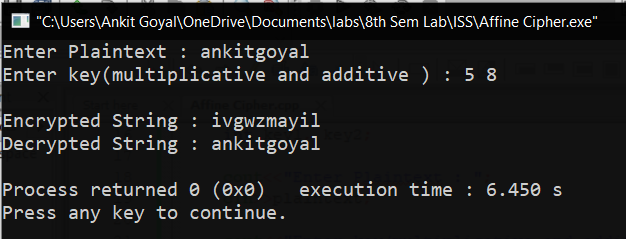 "C:\Users\Ankit Goyal\OneDrive\Documents\labs\8th Sem Lab\ISS\Affine Cipher.exe"
Enter Plaintext : ankitgoyal
Enter key(multiplicative and additive ) : 5 8
Encrypted String : ivgwzmayil
Decrypted String : ankitgoyal
Process returned 0 (0x0)   execution time : 6.450 s
Press any key to continue.